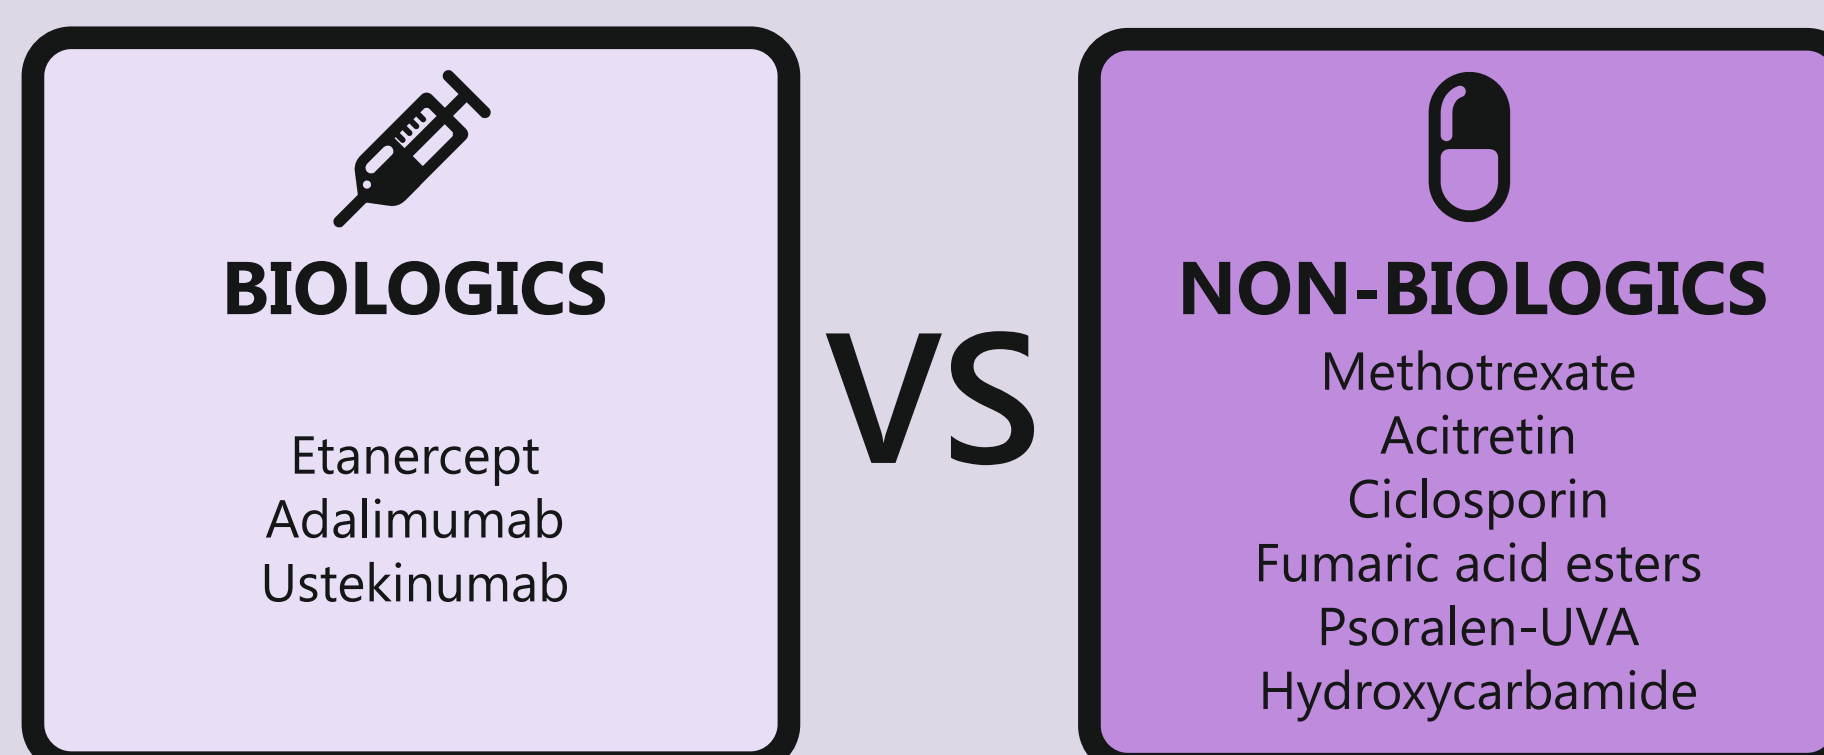 BIOLOGICS
Etanercept
Adalimumab
Ustekinumab
VS
NON-BIOLOGICS
Methotrexate
Acitretin
Ciclosporin
Fumaric acid esters
Psoralen-UVA
Hydroxycarbamide